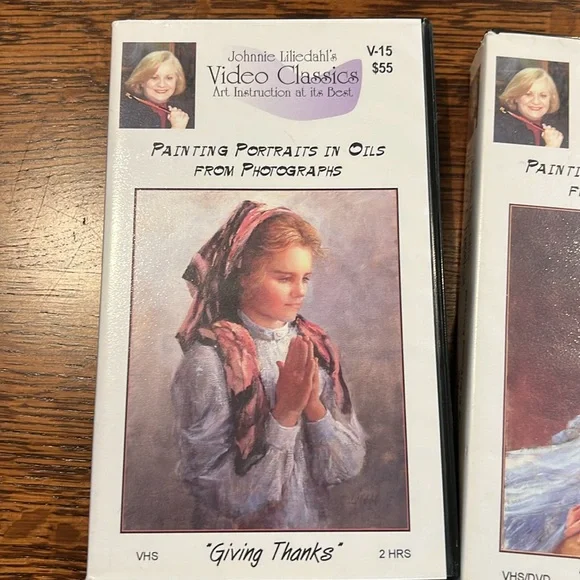 Johnnie Liliedahl's
Video Classics
Art Instruction at its Best
V-15
$55
PAINTING PORTRAITS IN OILS
FROM PHOTOGRAPHS
VHS
"Giving Thanks"
2 HRS
PAINTI
F
VHS/DVD